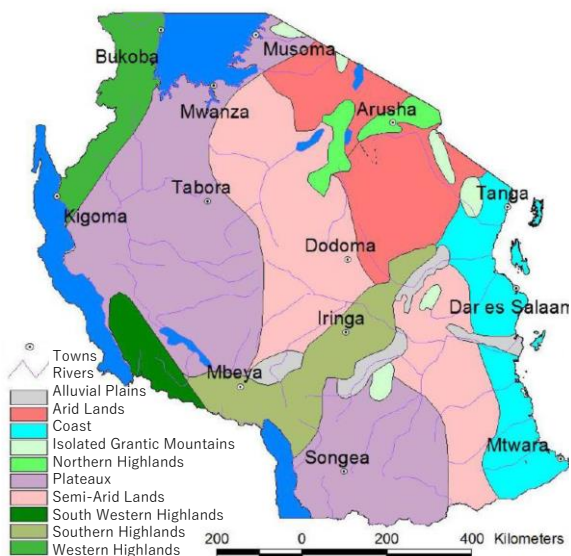 Bukoba
Musoma
Mwanza
Arusha
Kigoma
Tabora
Tanga
Dodoma
Dar es Salaam
Iringa
Mbeya
Songea
Mtwara
Towns
Rivers
Alluvial Plains
Arid Lands
Coast
Isolated Grantic Mountains
Northern Highlands
Plateaux
Semi-Arid Lands
South Western Highlands
Southern Highlands
Western Highlands
200 0 200 400 Kilometers